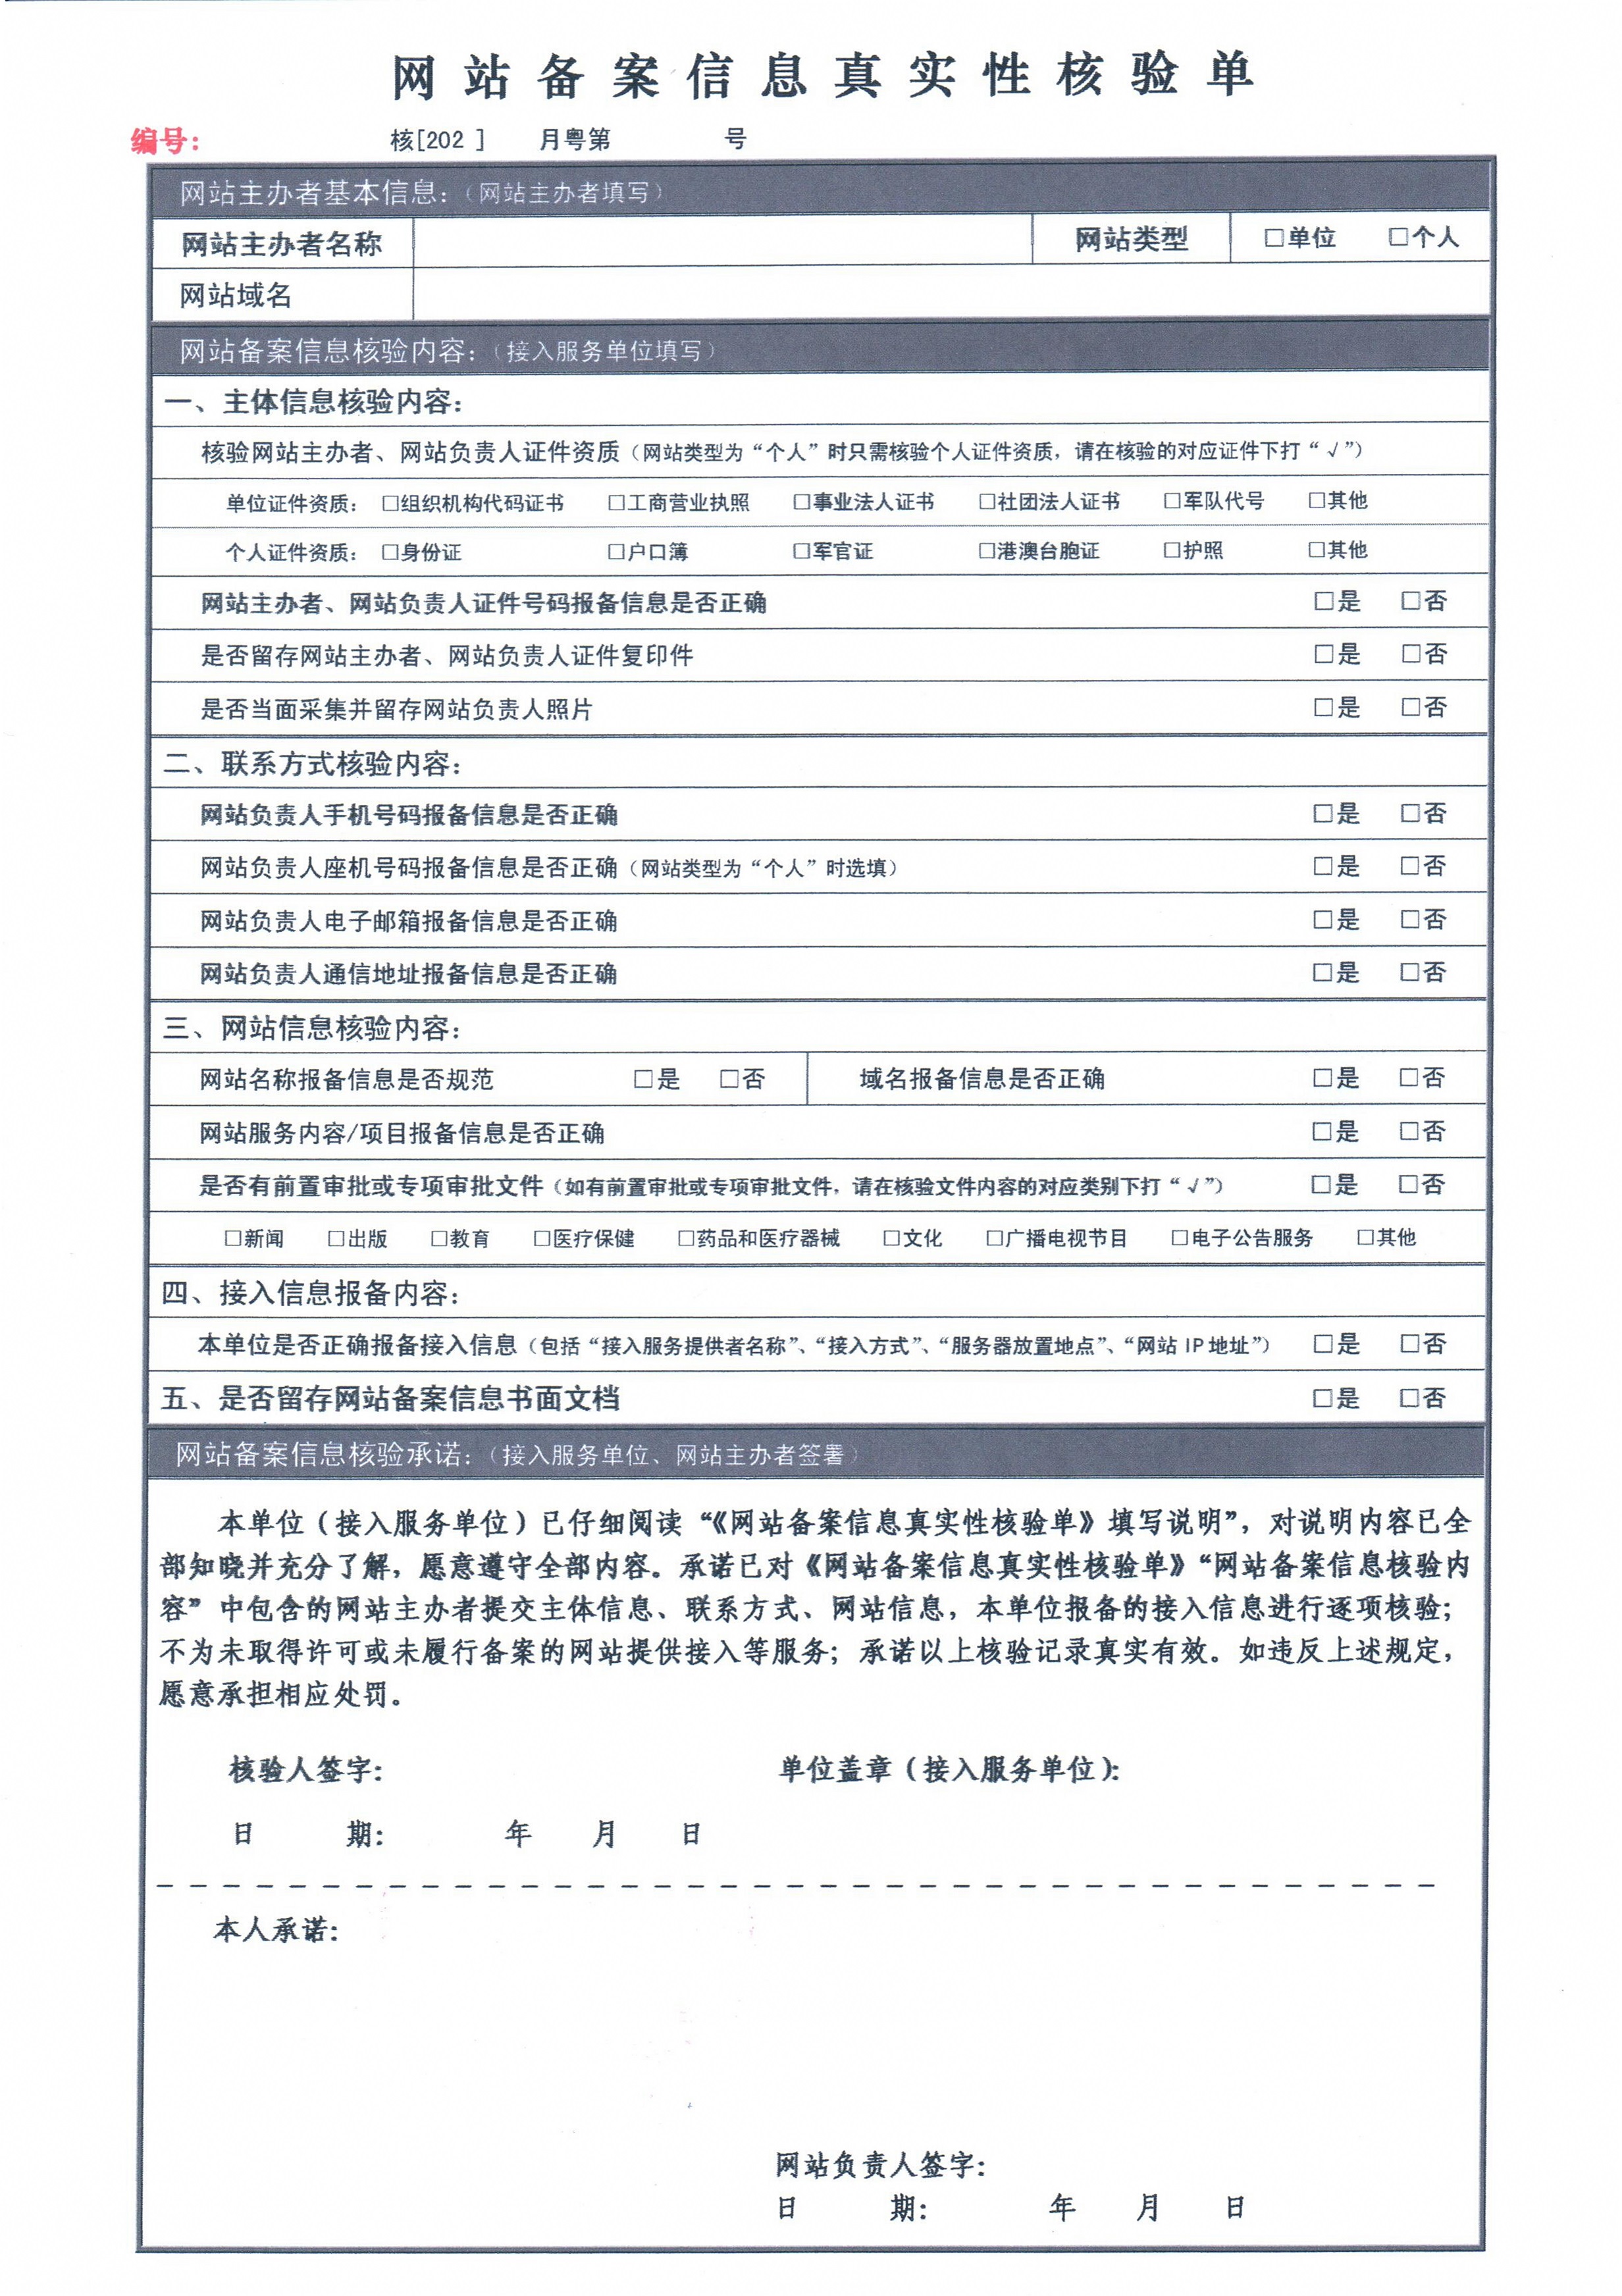 网站备案信息真实性核验单
编号： 核[202 ] 月粤第 号
网站主办者基本信息：（网站主办者填写）
网站主办者名称 网站类型 □单位 □个人
网站域名
网站备案信息核验内容：（接入服务单位填写）
一、主体信息核验内容：
核验网站主办者、网站负责人证件资质（网站类型为“个人”时只需核验个人证件资质，请在核验的对应证件下打“√”）
单位证件资质： □组织机构代码证书 □工商营业执照 □事业法人证书 □社团法人证书 □军队代号 □其他
个人证件资质： □身份证 □户口簿 □军官证 □港澳台胞证 □护照 □其他
网站主办者、网站负责人证件号码报备信息是否正确 □是 □否
是否留存网站主办者、网站负责人证件复印件 □是 □否
是否当面采集并留存网站负责人照片 □是 □否
二、联系方式核验内容：
网站负责人手机号码报备信息是否正确 □是 □否
网站负责人座机号码报备信息是否正确（网站类型为“个人”时选填） □是 □否
网站负责人电子邮箱报备信息是否正确 □是 □否
网站负责人通信地址报备信息是否正确 □是 □否
三、网站信息核验内容：
网站名称报备信息是否规范 □是 □否 域名报备信息是否正确 □是 □否
网站服务内容/项目报备信息是否正确 □是 □否
是否有前置审批或专项审批文件（如有前置审批或专项审批文件，请在核验文件内容的对应类别下打“√”） □是 □否
□新闻 □出版 □教育 □医疗保健 □药品和医疗器械 □文化 □广播电视节目 □电子公告服务 □其他
四、接入信息报备内容：
本单位是否正确报备接入信息（包括“接入服务提供者名称”、“接入方式”、“服务器放置地点”、“网站 IP 地址”） □是 □否
五、是否留存网站备案信息书面文档 □是 □否
网站备案信息核验承诺：（接入服务单位、网站主办者签署）
本单位（接入服务单位）已仔细阅读“《网站备案信息真实性核验单》填写说明”，对说明内容已全
部知晓并充分了解，愿意遵守全部内容。承诺已对《网站备案信息真实性核验单》“网站备案信息核验内
容”中包含的网站主办者提交主体信息、联系方式、网站信息，本单位报备的接入信息进行逐项核验；
不为未取得许可或未履行备案的网站提供接入等服务；承诺以上核验记录真实有效。如违反上述规定，
愿意承担相应处罚。
核验人签字： 单位盖章（接入服务单位）：
日 期： 年 月 日
本人承诺：
网站负责人签字：
日 期： 年 月 日